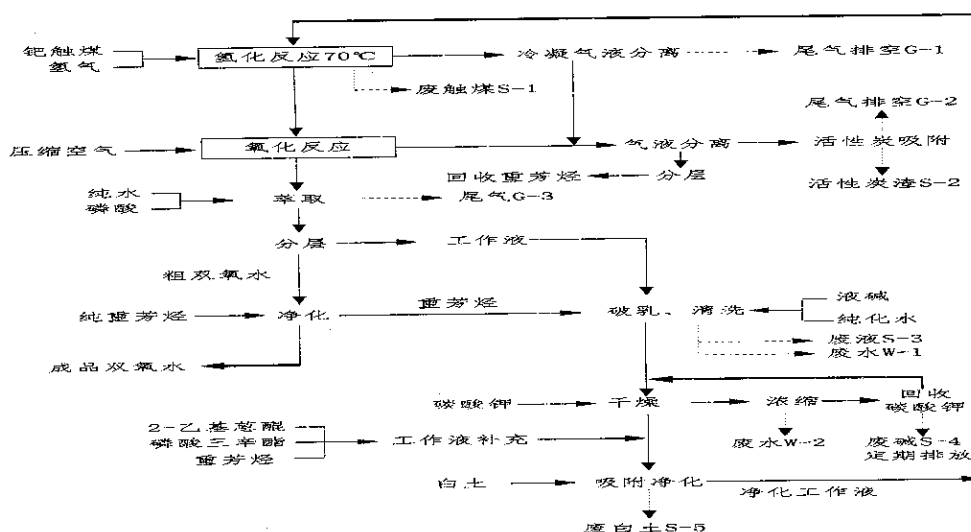 钯触媒
氢气
氢化反应70℃
冷凝气液分离
尾气排空G-1
废触媒S-1
尾气排空G-2
压缩空气
氧化反应
气液分离
活性炭吸附
回收重芳烃
分层
活性炭渣S-2
纯水
磷酸
萃取
尾气G-3
分层
工作液
粗双氧水
纯重芳烃
净化
重芳烃
破乳、清洗
液碱
纯化水
废液S-3
废水W-1
成品双氧水
碳酸钾
干燥
浓缩
回收
碳酸钾
2-乙基蒽醌
磷酸三辛酯
重芳烃
工作液补充
废水W-2
废碱S-4
定期排放
白土
吸附净化
净化工作液
废白土S-5